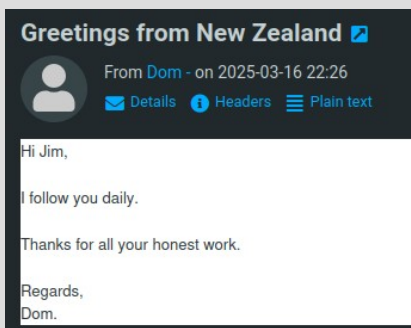 Greetings from New Zealand
From Dom - on 2025-03-16 22:26
Details Headers Plain text
Hi Jim,
I follow you daily.
Thanks for all your honest work.
Regards,
Dom.